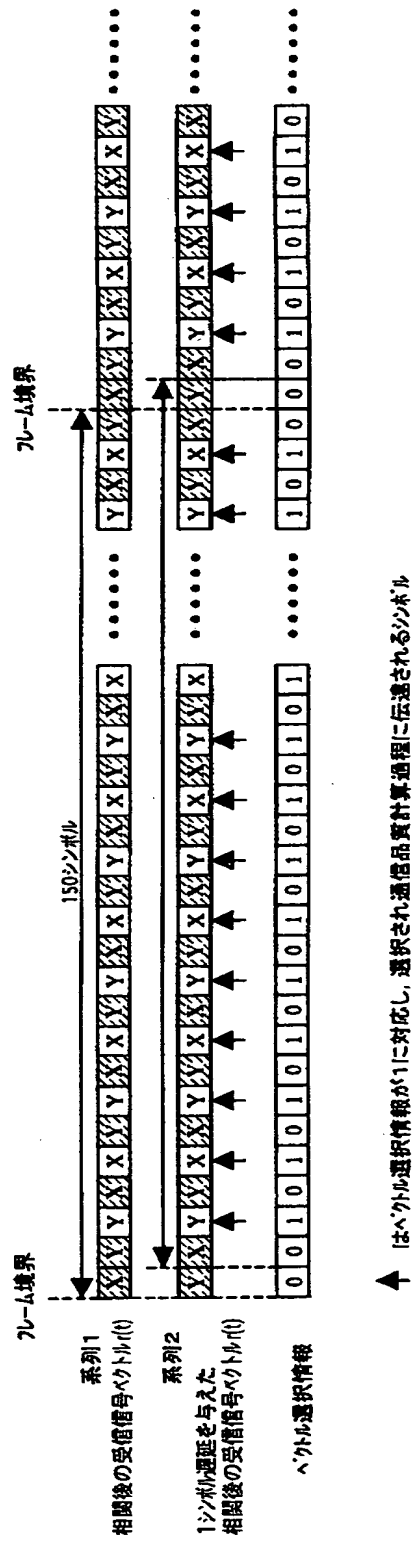 フレーム境界
フレーム境界
150シンボル
系列1
相関後の受信信号ベクトルr(t)
Y X Y X Y X Y X Y X ・・・・・・ Y X Y X Y X ・・・・・・
系列2
1シンボル遅延を与えた
相関後の受信信号ベクトルr(t)
Y X Y X Y X Y X Y X ・・・・・・ Y X Y X Y X ・・・・・・
ベクトル選択情報
0 0 1 0 1 0 1 0 1 0 1 0 1 0 1 0 1 0 1 0 1 ・・・・・・ 1 0 1 0 0 0 1 0 1 0 1 0 1 0 ・・・・・・
はベクトル選択情報が1に対応し,選択され通信品質計算過程に伝達されるシンボル